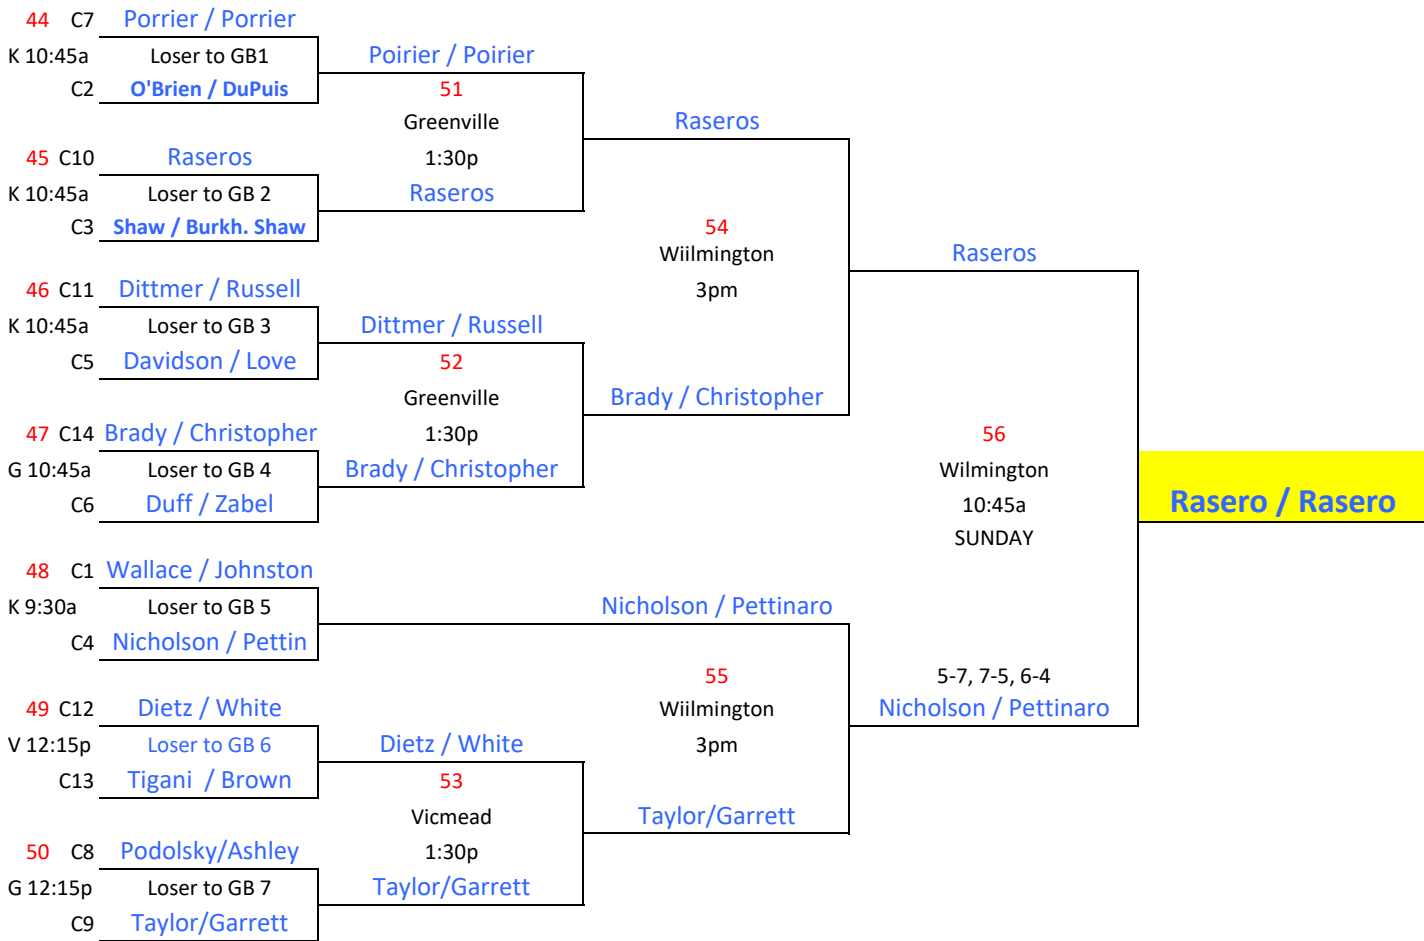 44 C7 Porrier / Porrier
K 10:45a Loser to GB1
C2 O'Brien / DuPuis
45 C10 Raseros
K 10:45a Loser to GB 2
C3 Shaw / Burkh. Shaw
46 C11 Dittmer / Russell
K 10:45a Loser to GB 3
C5 Davidson / Love
47 C14 Brady / Christopher
G 10:45a Loser to GB 4
C6 Duff / Zabel
48 C1 Wallace / Johnston
K 9:30a Loser to GB 5
C4 Nicholson / Pettin
49 C12 Dietz / White
V 12:15p Loser to GB 6
C13 Tigani / Brown
50 C8 Podolsky/Ashley
G 12:15p Loser to GB 7
C9 Taylor/Garrett
Poirier / Poirier
51
Greenville
1:30p
Raseros
Dittmer / Russell
52
Greenville
1:30p
Brady / Christopher
Dietz / White
53
Vicmead
1:30p
Taylor/Garrett
Raseros
54
Wiilmington
3pm
Brady / Christopher
Nicholson / Pettinaro
55
Wiilmington
3pm
Taylor/Garrett
Raseros
56
Wilmington
10:45a
SUNDAY
5-7, 7-5, 6-4
Nicholson / Pettinaro
Rasero / Rasero